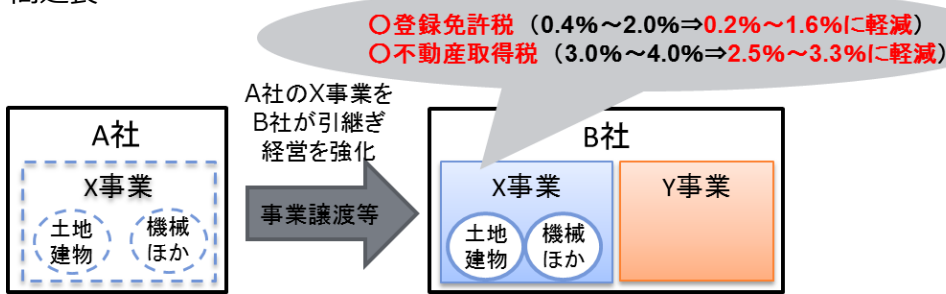 〇登録免許税（0.4%～2.0%⇒0.2%～1.6%に軽減）
〇不動産取得税（3.0%～4.0%⇒2.5%～3.3%に軽減）
A社のX事業を
B社が引継ぎ
経営を強化
A社
X事業
土地
建物
機械
ほか
事業譲渡等
B社
X事業
土地
建物
機械
ほか
Y事業